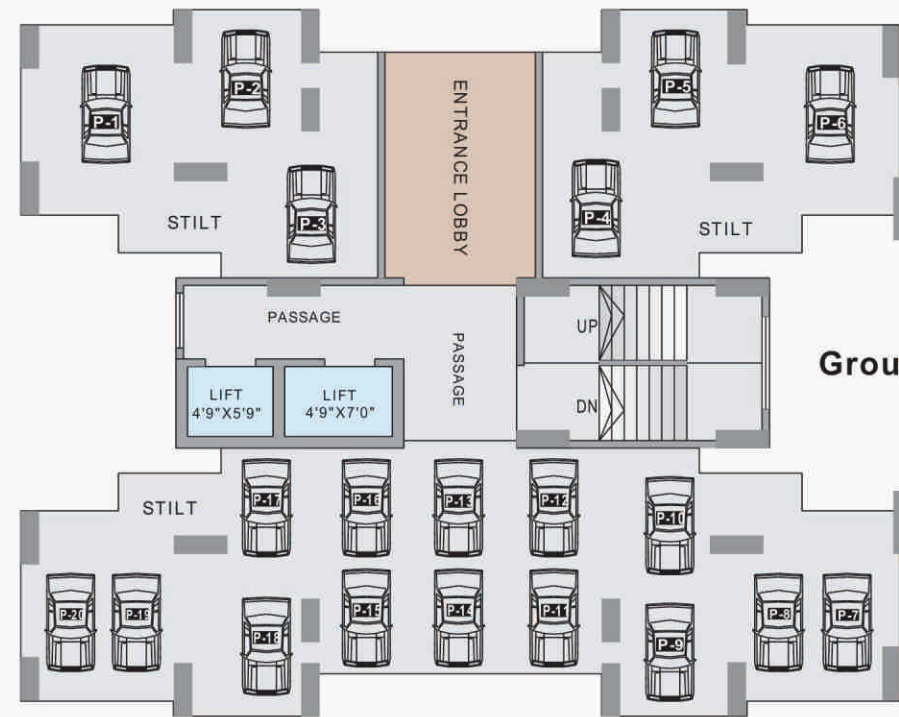 P-1
P-2
P-3
STILT
ENTRANCE LOBBY
P-4
P-5
P-6
STILT
PASSAGE
PASSAGE
UP
DN
LIFT
4'9"X5'9"
LIFT
4'9"X7'0"
Grou
STILT
P-17
P-16
P-13
P-12
P-10
P-20
P-19
P-18
P-15
P-14
P-11
P-9
P-8
P-7